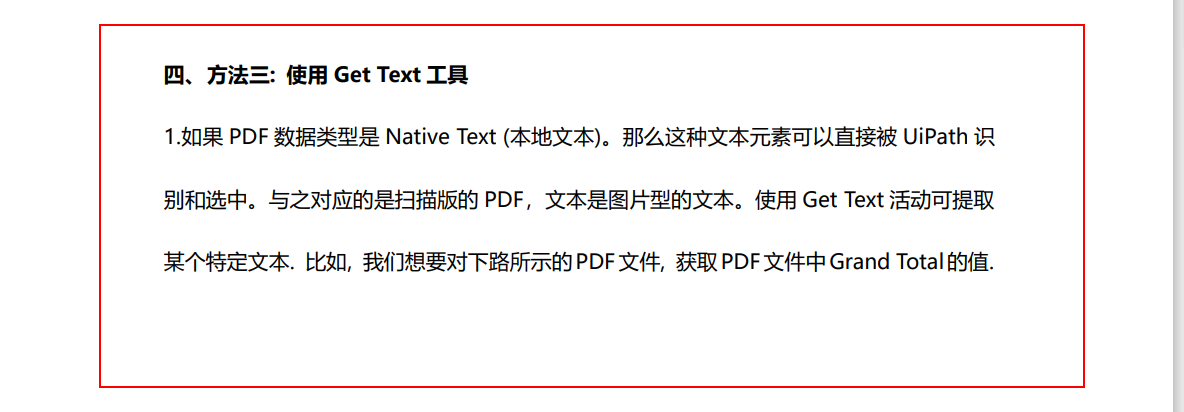 四、方法三: 使用 Get Text 工具
1.如果 PDF 数据类型是 Native Text (本地文本)。那么这种文本元素可以直接被 UiPath 识
别和选中。与之对应的是扫描版的 PDF，文本是图片型的文本。使用 Get Text 活动可提取
某个特定文本. 比如, 我们想要对下路所示的PDF文件, 获取PDF文件中Grand Total的值.